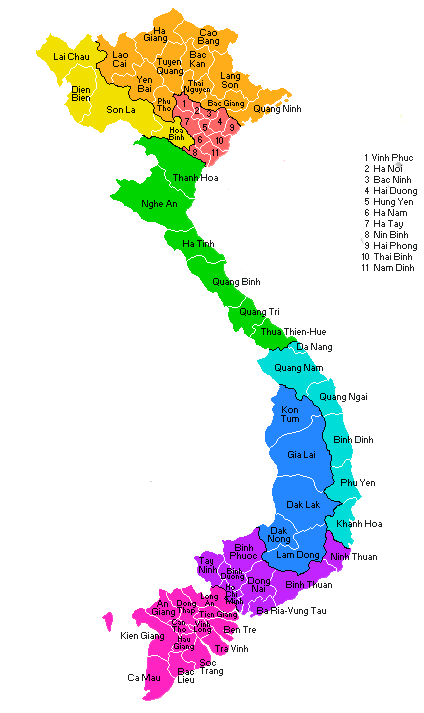 Ha
Giang
Cao
Bang
Lao
Cai
Tuyen
Quang
Bac
Kan
Lai Chau
Lang
Son
Yen
Bai
Thai
Nguyen
Dien
Bien
Phu
Tho
1
Bac Giang
Son La
2
3
Quang Ninh
7
4
5
9
Hoa
Binh
6
10
8
11
Thanh Hoa
1 Vinh Phuc
2 Ha Noi
3 Bac Ninh
4 Hai Duong
5 Hung Yen
6 Ha Nam
7 Ha Tay
8 Nin Binh
9 Hai Phong
10 Thai Binh
11 Nam Dinh
Nghe An
Ha Tinh
Quang Binh
Quang Tri
Thua Thien-Hue
Da Nang
Quang Nam
Quang Ngai
Kon
Tum
Binh Dinh
Gia Lai
Phu Yen
Dak Lak
Khanh Hoa
Dak
Nong
Binh
Phuoc
Lam Dong
Ninh Thuan
Tay
Ninh
Binh
Duong
Dong
Nai
Binh Thuan
Ho
Chi
Minh
Long
An
Ba Ria-Vung Tau
An
Giang
Dong
Thap
Tien Giang
Can
Tho
Vinh
Long
Ben Tre
Kien Giang
Hau
Giang
Tra Vinh
Soc
Trang
Ca Mau
Bac
Lieu